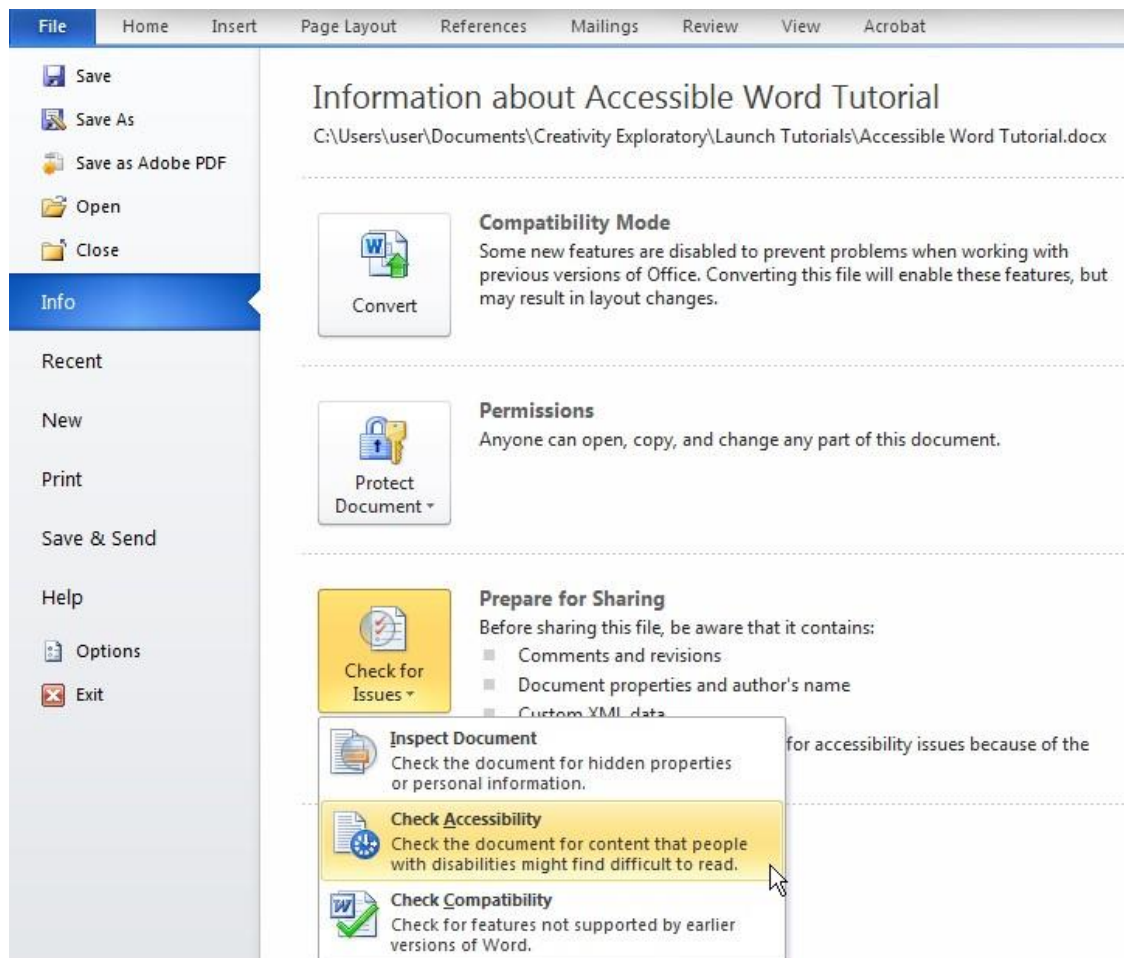 File Home Insert Page Layout References Mailings Review View Acrobat
Save
Save As
Save as Adobe PDF
Open
Close
Info
Recent
New
Print
Save & Send
Help
Options
Exit
Information about Accessible Word Tutorial
C:\Users\user\Documents\Creativity Exploratory\Launch Tutorials\Accessible Word Tutorial.docx
Convert
Compatibility Mode
Some new features are disabled to prevent problems when working with
previous versions of Office. Converting this file will enable these features, but
may result in layout changes.
Protect
Document
Permissions
Anyone can open, copy, and change any part of this document.
Check for
Issues
Prepare for Sharing
Before sharing this file, be aware that it contains:
Comments and revisions
Document properties and author's name
Custom XML data
for accessibility issues because of the
Inspect Document
Check the document for hidden properties
or personal information.
Check Accessibility
Check the document for content that people
with disabilities might find difficult to read.
Check Compatibility
Check for features not supported by earlier
versions of Word.